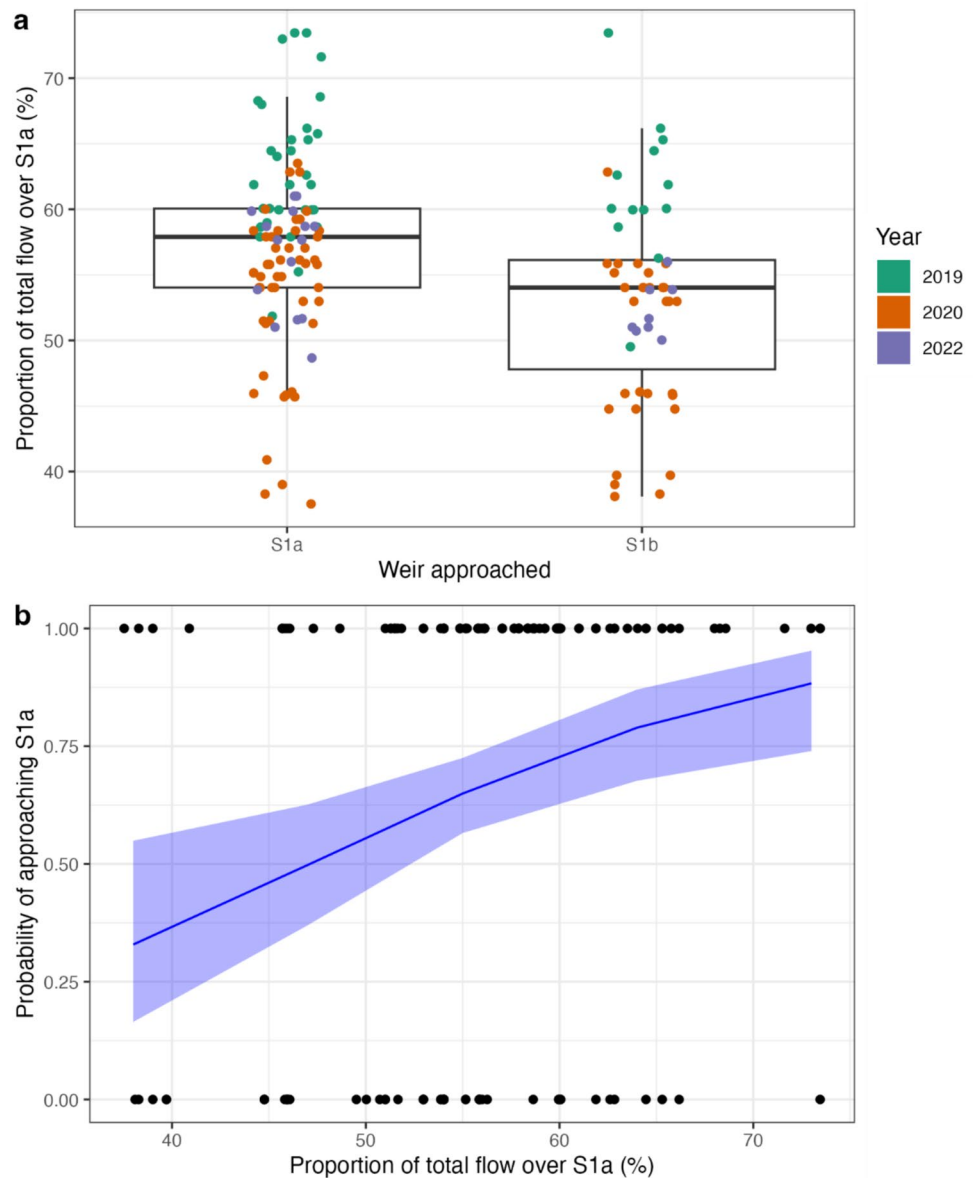 a
Proportion of total flow over S1a (%)
70
60
50
40
S1a
S1b
Weir approached
Year
2019
2020
2022
b
Probability of approaching S1a
1.00
0.75
0.50
0.25
0.00
40
50
60
70
Proportion of total flow over S1a (%)